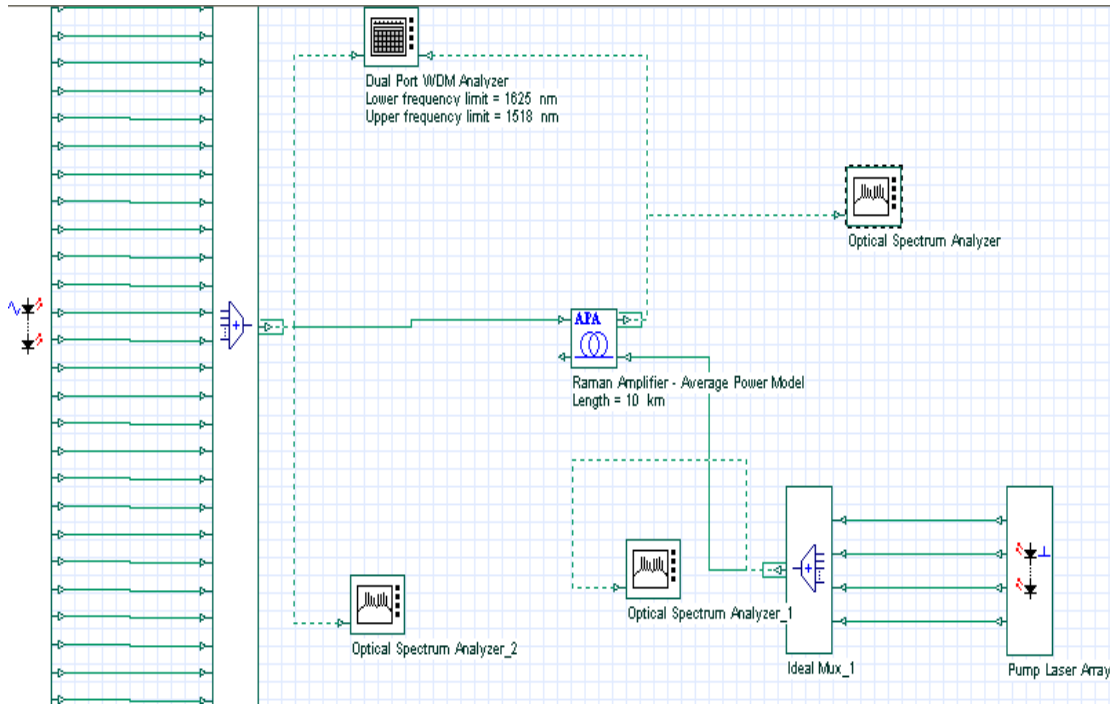 Dual Port WDM Analyzer
Lower frequency limit = 1625 nm
Upper frequency limit = 1518 nm
Optical Spectrum Analyzer
APA
Raman Amplifier - Average Power Model
Length = 10 km
Optical Spectrum Analyzer_1
Optical Spectrum Analyzer_2
Ideal Mux_1
Pump Laser Array